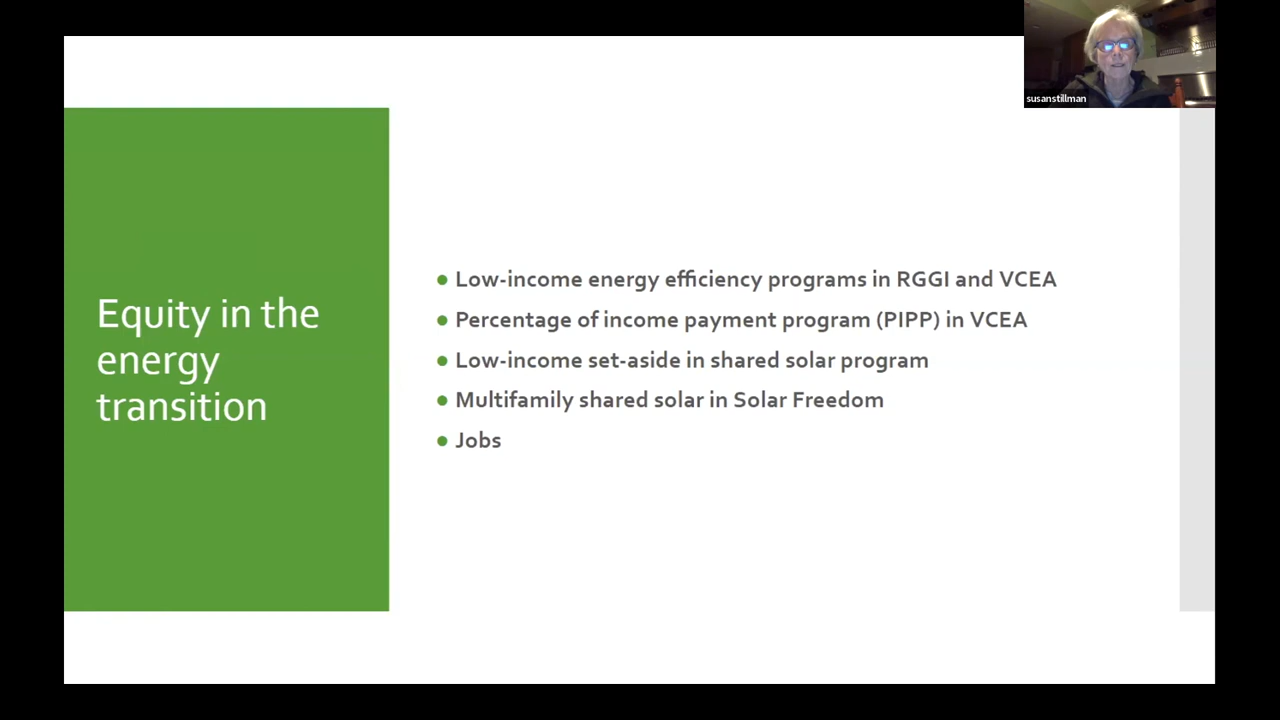 susanstillman
Equity in the
energy
transition
● Low-income energy efficiency programs in RGGI and VCEA
● Percentage of income payment program (PIPP) in VCEA
● Low-income set-aside in shared solar program
● Multifamily shared solar in Solar Freedom
● Jobs